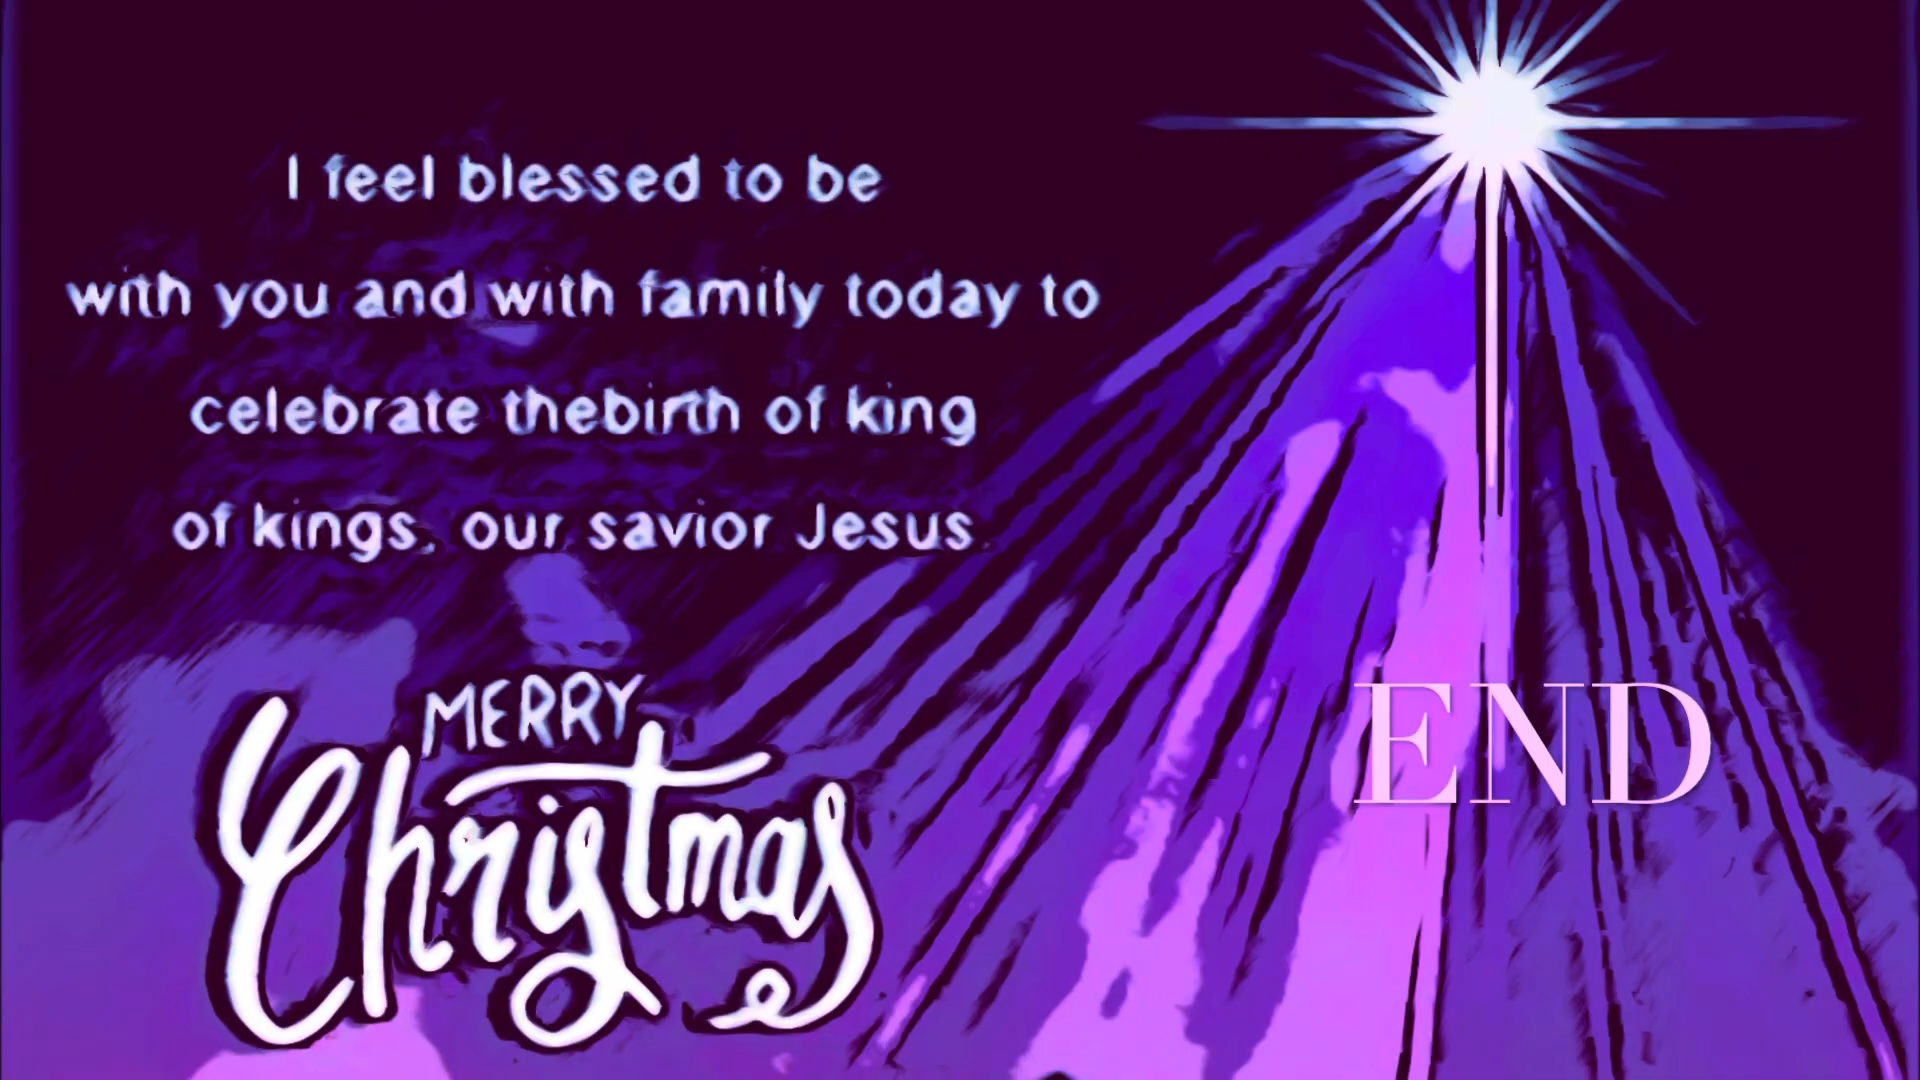 I feel blessed to be
with you and with family today to
celebrate thebirth of king
of kings, our savior Jesus.
MERRY
Christmas
END